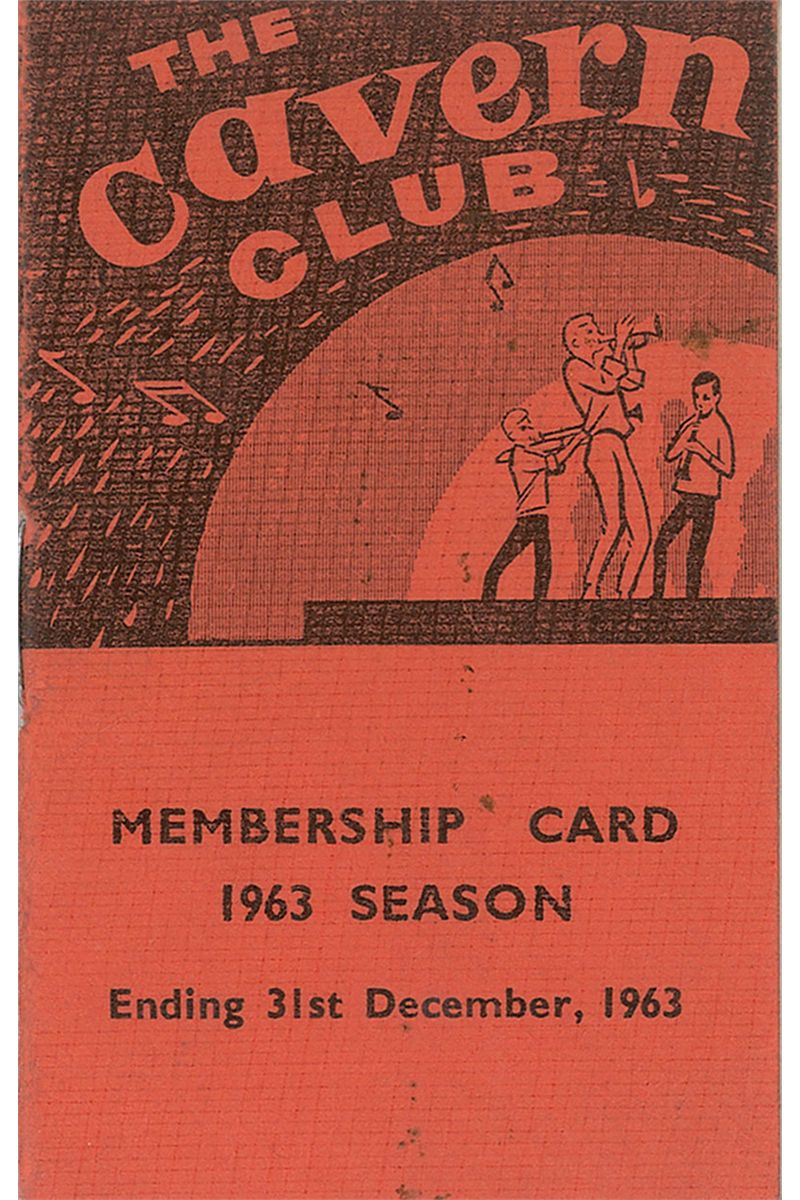 THE
Cavern
CLUB
MEMBERSHIP CARD
1963 SEASON
Ending 31st December, 1963